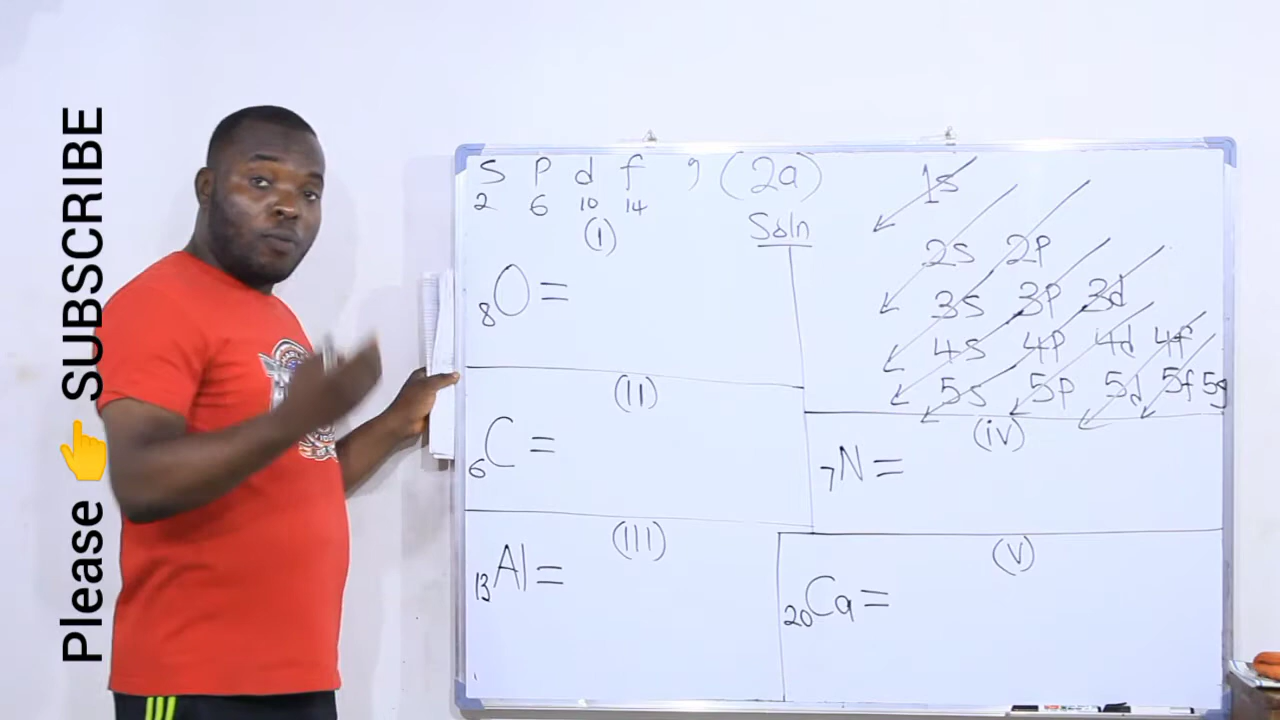 Please 👆 SUBSCRIBE
S P d f g (2a)
2 6 10 14
Soln
(I)
₈O =
(II)
₆C =
(III)
₁₃Al =
1s
2s 2p
3s 3p 3d
4s 4p 4d 4f
5s 5p 5d 5f 5g
(iv)
₇N =
(v)
₂₀Ca =